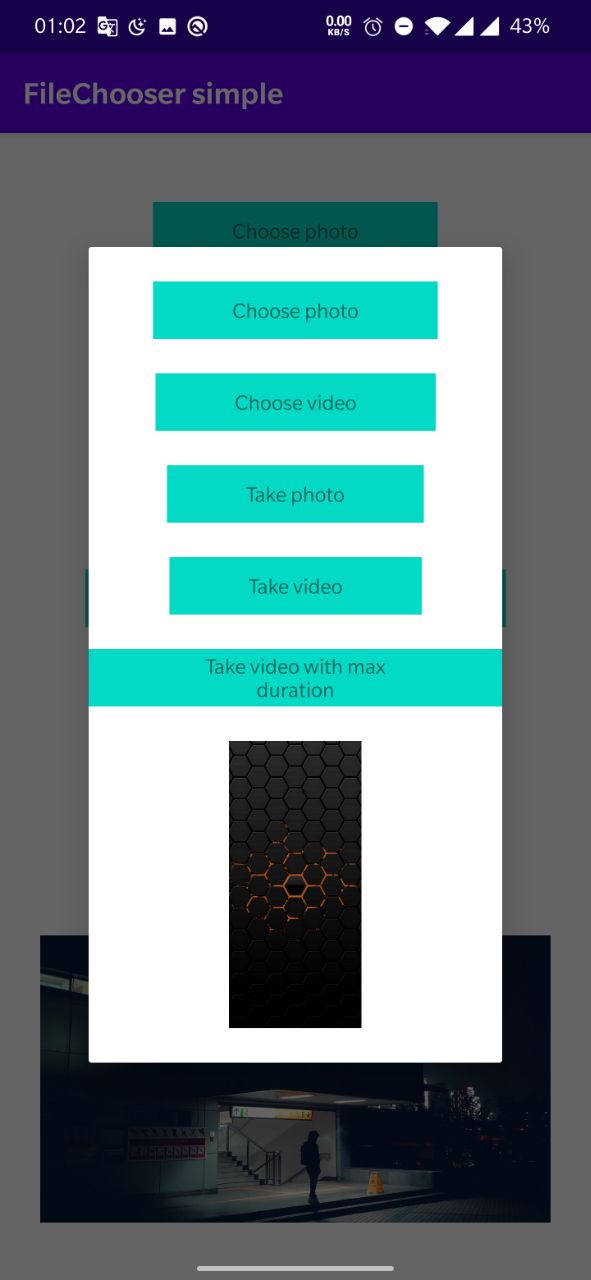 01:02
0.00
KB/S
43%
FileChooser simple
Choose photo
Choose photo
Choose video
Take photo
Take video
Take video with max
duration